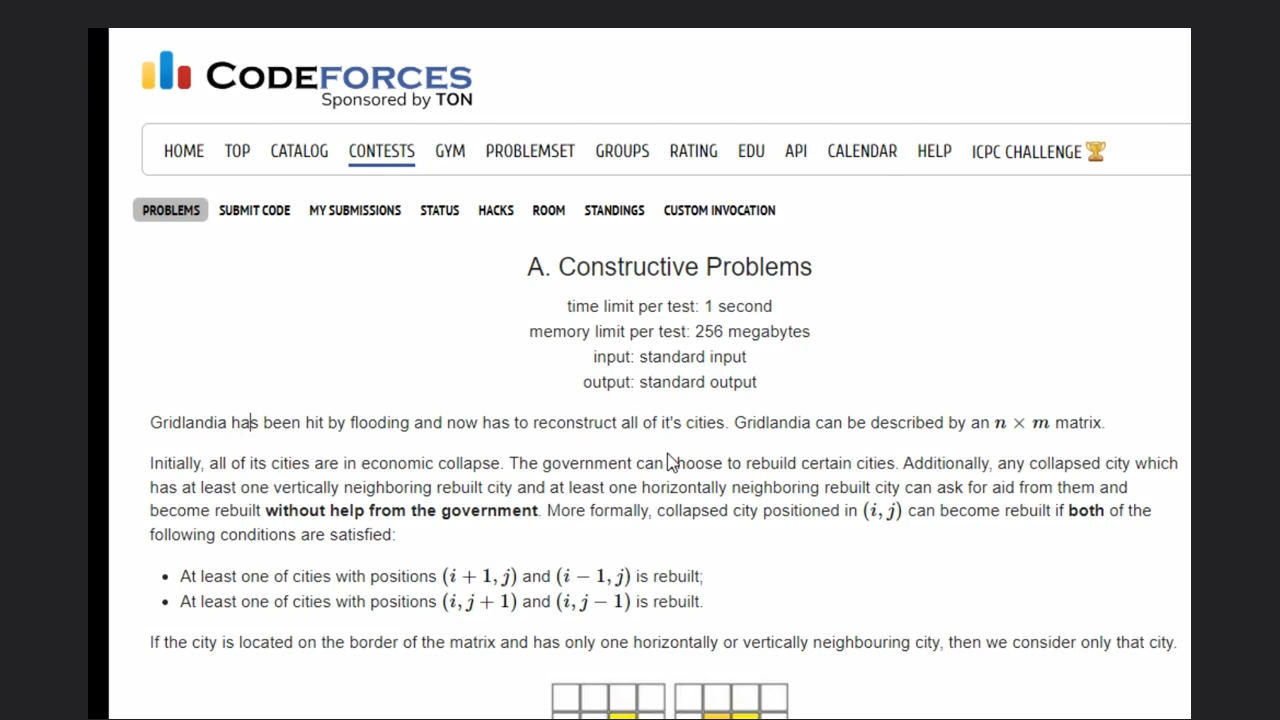 CODEFORCES
Sponsored by TON
HOME TOP CATALOG CONTESTS GYM PROBLEMSET GROUPS RATING EDU API CALENDAR HELP ICPC CHALLENGE 🏆
PROBLEMS SUBMIT CODE MY SUBMISSIONS STATUS HACKS ROOM STANDINGS CUSTOM INVOCATION
A. Constructive Problems
time limit per test: 1 second
memory limit per test: 256 megabytes
input: standard input
output: standard output
Gridlandia has been hit by flooding and now has to reconstruct all of it's cities. Gridlandia can be described by an n × m matrix.
Initially, all of its cities are in economic collapse. The government can choose to rebuild certain cities. Additionally, any collapsed city which
has at least one vertically neighboring rebuilt city and at least one horizontally neighboring rebuilt city can ask for aid from them and
become rebuilt without help from the government. More formally, collapsed city positioned in (i, j) can become rebuilt if both of the
following conditions are satisfied:
• At least one of cities with positions (i + 1, j) and (i − 1, j) is rebuilt;
• At least one of cities with positions (i, j + 1) and (i, j − 1) is rebuilt.
If the city is located on the border of the matrix and has only one horizontally or vertically neighbouring city, then we consider only that city.